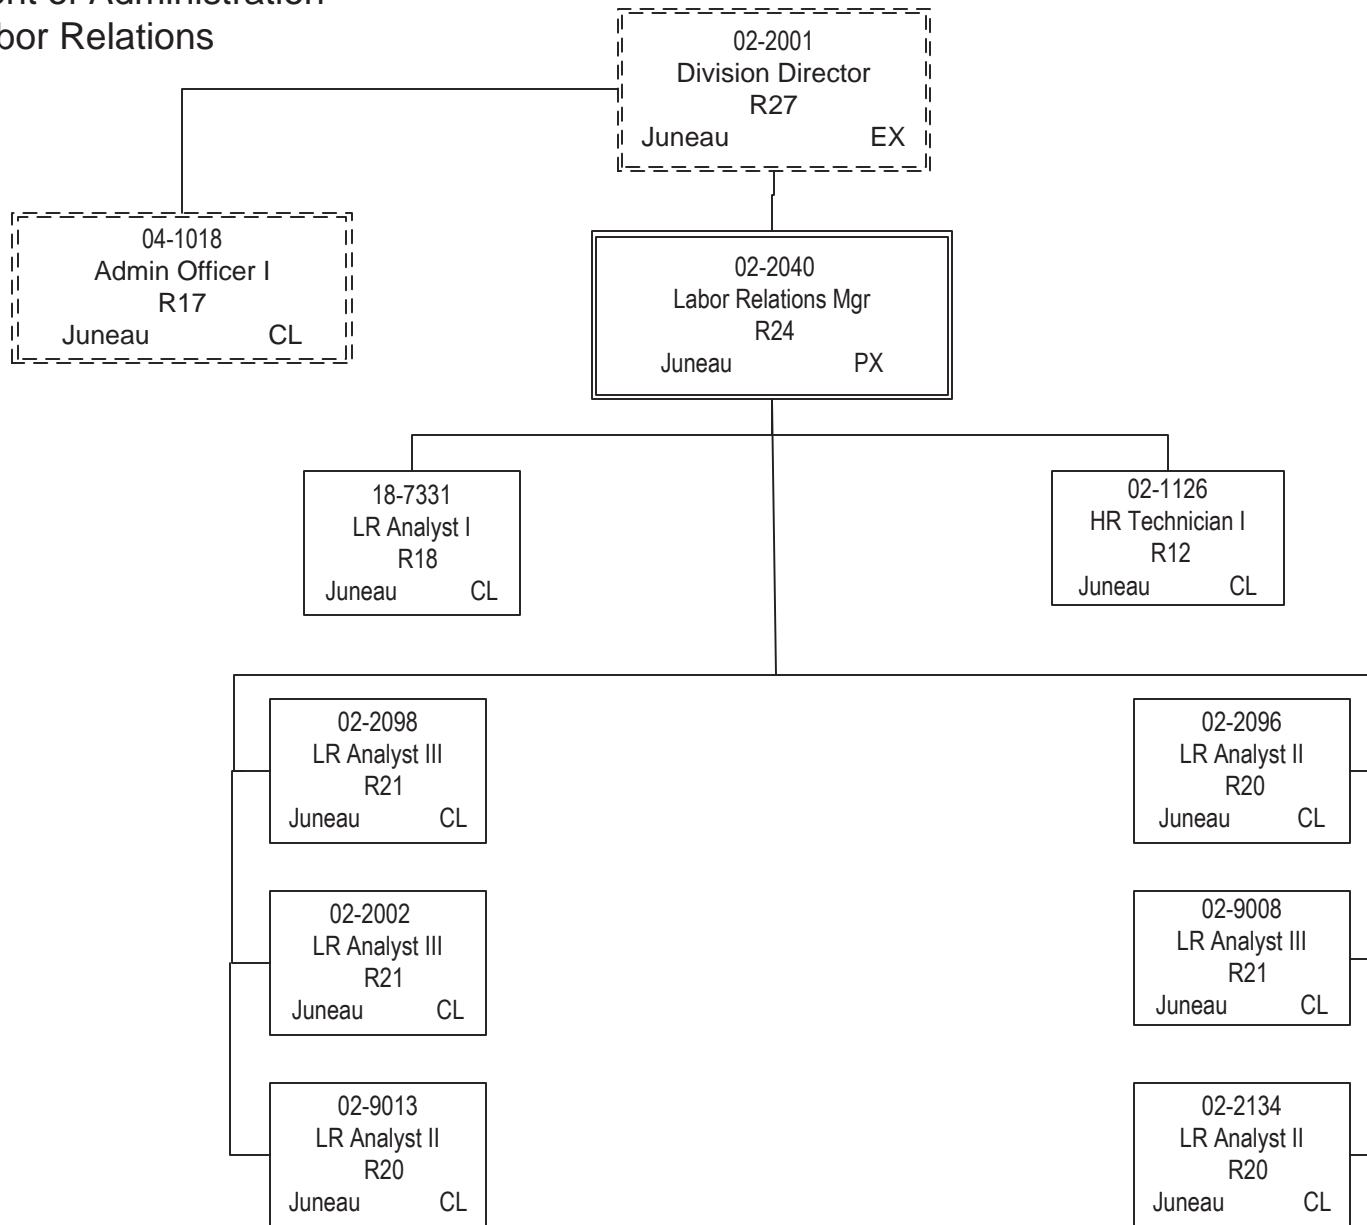 of Administration
Relations
02-2001
Division Director
R27
Juneau EX
04-1018
Admin Officer I
R17
Juneau CL
02-2040
Labor Relations Mgr
R24
Juneau PX
18-7331
LR Analyst I
R18
Juneau CL
02-1126
HR Technician I
R12
Juneau CL
02-2098
LR Analyst III
R21
Juneau CL
02-2096
LR Analyst II
R20
Juneau CL
02-2002
LR Analyst III
R21
Juneau CL
02-9008
LR Analyst III
R21
Juneau CL
02-9013
LR Analyst II
R20
Juneau CL
02-2134
LR Analyst II
R20
Juneau CL